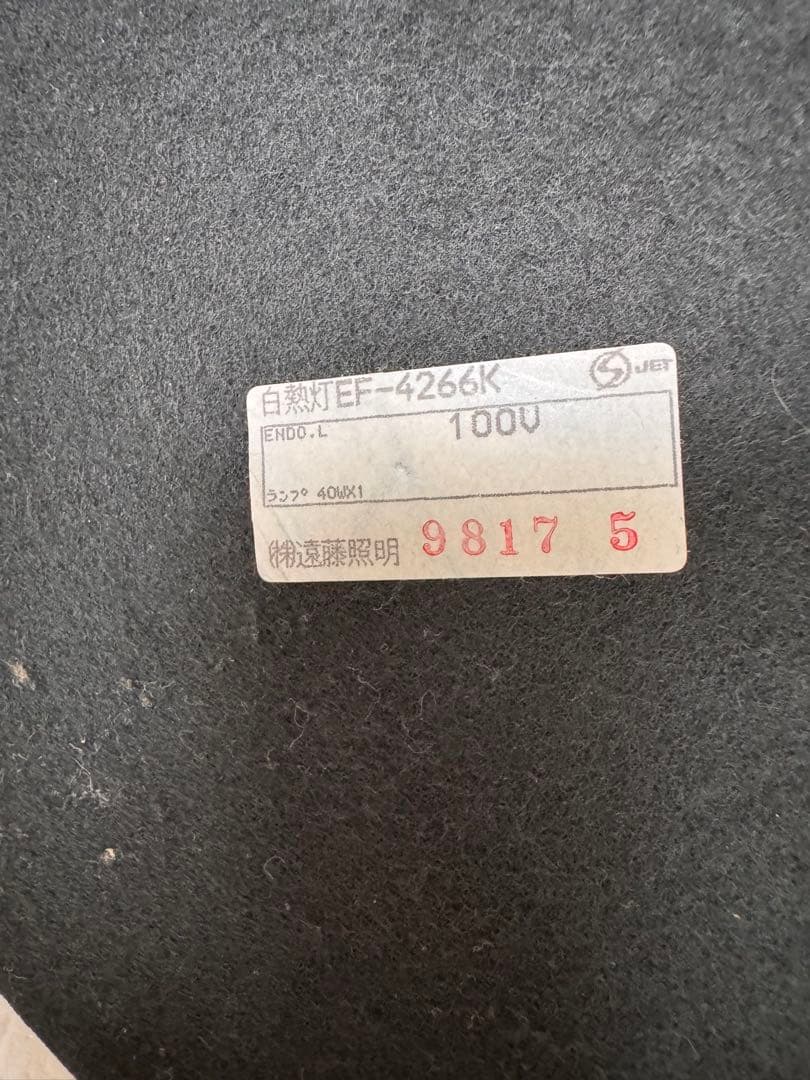 白熱灯EF-4266K
JET
ENDO.L
100V
ランプ 40WX1
(株)遠藤照明 9817 5